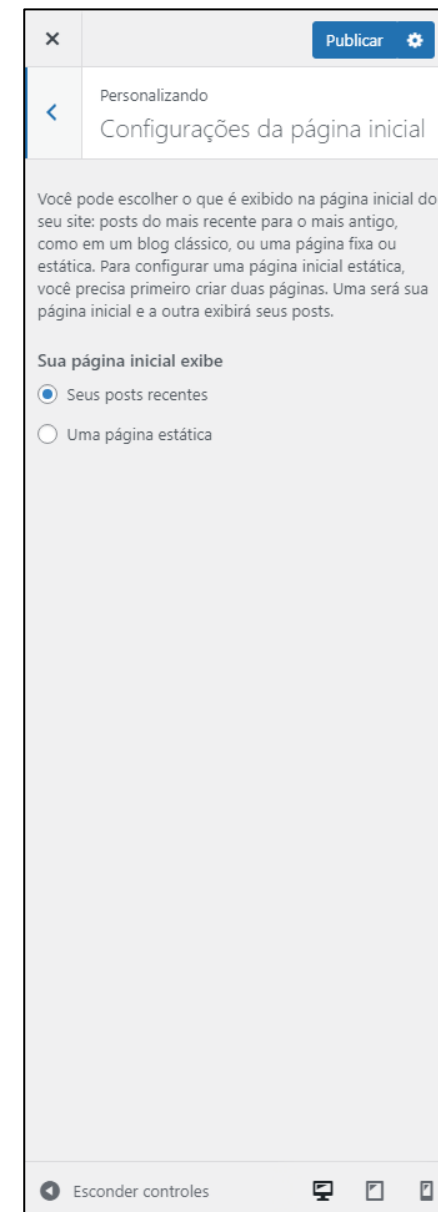 Publicar
Personalizando
Configurações da página inicial
Você pode escolher o que é exibido na página inicial do
seu site: posts do mais recente para o mais antigo,
como em um blog clássico, ou uma página fixa ou
estática. Para configurar uma página inicial estática,
você precisa primeiro criar duas páginas. Uma será sua
página inicial e a outra exibirá seus posts.
Sua página inicial exibe
Seus posts recentes
Uma página estática
Esconder controles